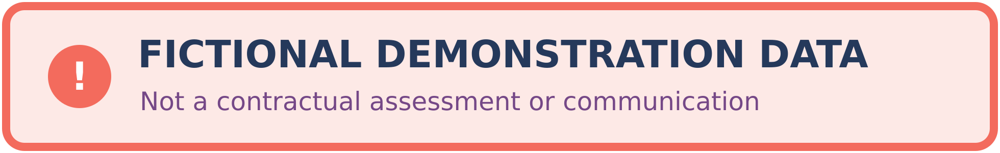 !
FICTIONAL DEMONSTRATION DATA
Not a contractual assessment or communication